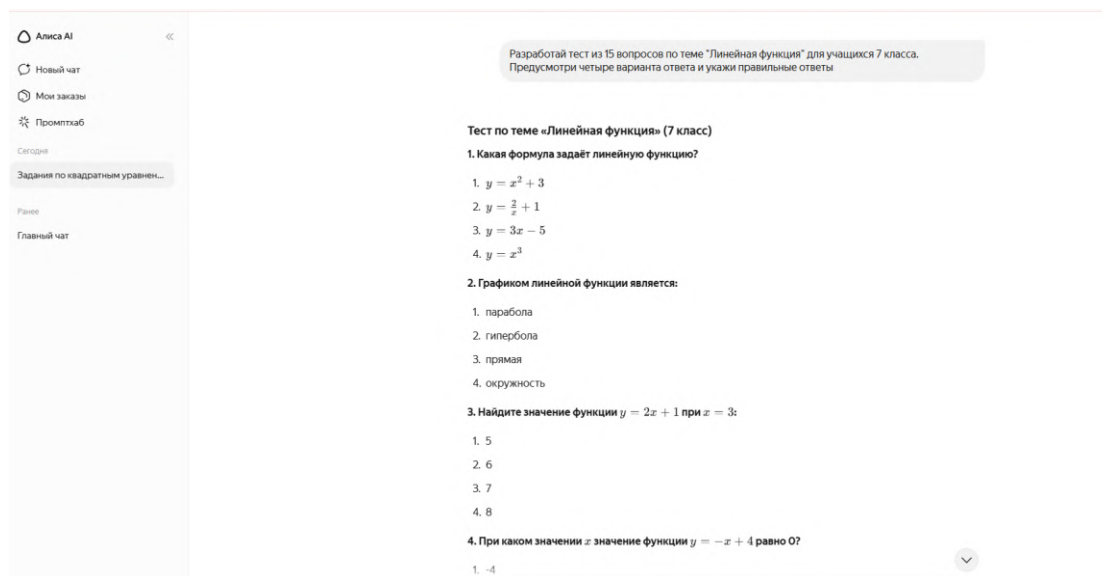 Алиса AI
Новый чат
Мои заказы
Промптхаб
Сегодня
Задания по квадратным уравнен...
Ранее
Главный чат
Разработай тест из 15 вопросов по теме "Линейная функция" для учащихся 7 класса.
Предусмотри четыре варианта ответа и укажи правильные ответы
Тест по теме «Линейная функция» (7 класс)
1. Какая формула задаёт линейную функцию?
1. y = x² + 3
2. y = 2/x + 1
3. y = 3x − 5
4. y = x³
2. Графиком линейной функции является:
1. парабола
2. гипербола
3. прямая
4. окружность
3. Найдите значение функции y = 2x + 1 при x = 3:
1. 5
2. 6
3. 7
4. 8
4. При каком значении x значение функции y = −x + 4 равно 0?
1. -4